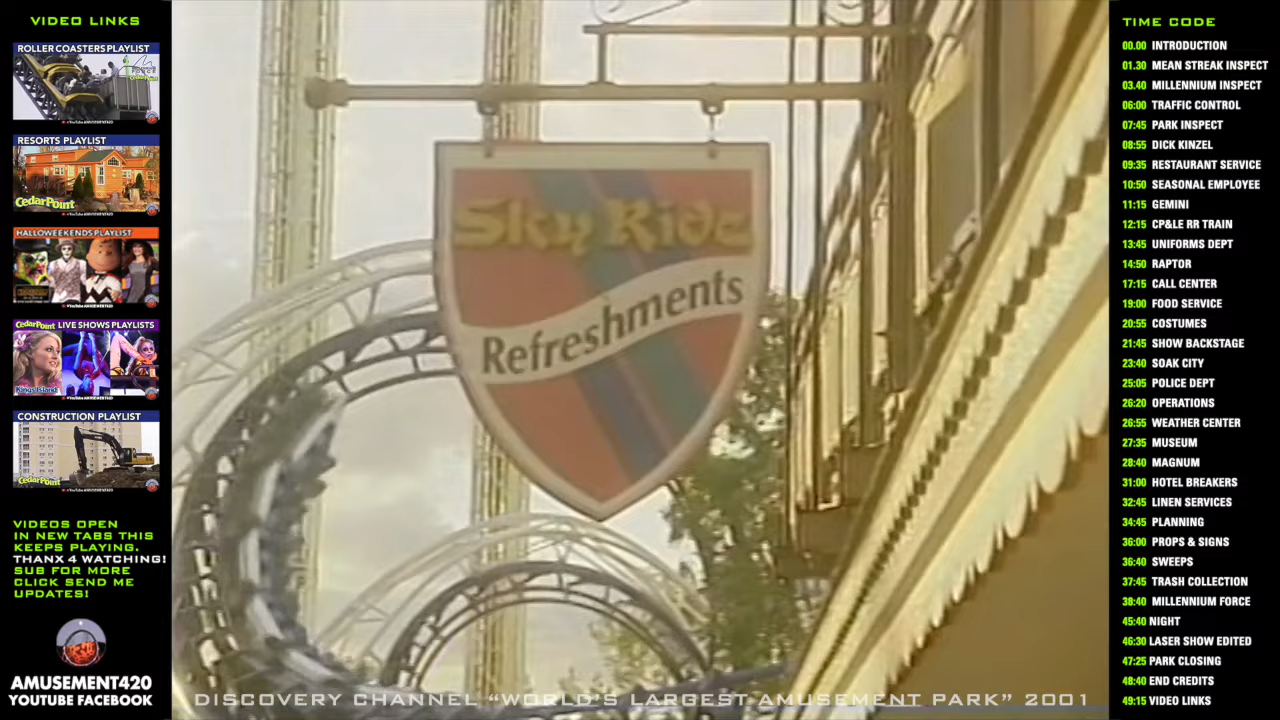 VIDEO LINKS
ROLLER COASTERS PLAYLIST
CedarPoint
RESORTS PLAYLIST
CedarPoint
HALLOWEEKENDS PLAYLIST
CedarPoint LIVE SHOWS PLAYLISTS
Kings Island
CONSTRUCTION PLAYLIST
CedarPoint
VIDEOS OPEN
IN NEW TABS THIS
KEEPS PLAYING.
THANX 4 WATCHING!
SUB FOR MORE
CLICK SEND ME
UPDATES!
AMUSEMENT420
YOUTUBE FACEBOOK
Sky Ride
Refreshments
DISCOVERY CHANNEL “WORLD'S LARGEST AMUSEMENT PARK” 2001
TIME CODE
00.00 INTRODUCTION
01.30 MEAN STREAK INSPECT
03.40 MILLENNIUM INSPECT
06:00 TRAFFIC CONTROL
07:45 PARK INSPECT
08:55 DICK KINZEL
09:35 RESTAURANT SERVICE
10:50 SEASONAL EMPLOYEE
11:15 GEMINI
12:15 CP&LE RR TRAIN
13:45 UNIFORMS DEPT
14:50 RAPTOR
17:15 CALL CENTER
19:00 FOOD SERVICE
20:55 COSTUMES
21:45 SHOW BACKSTAGE
23:40 SOAK CITY
25:05 POLICE DEPT
26:20 OPERATIONS
26:55 WEATHER CENTER
27:35 MUSEUM
28:40 MAGNUM
31:00 HOTEL BREAKERS
32:45 LINEN SERVICES
34:45 PLANNING
36:00 PROPS & SIGNS
36:40 SWEEPS
37:45 TRASH COLLECTION
38:40 MILLENNIUM FORCE
45:40 NIGHT
46:30 LASER SHOW EDITED
47:25 PARK CLOSING
48:40 END CREDITS
49:15 VIDEO LINKS